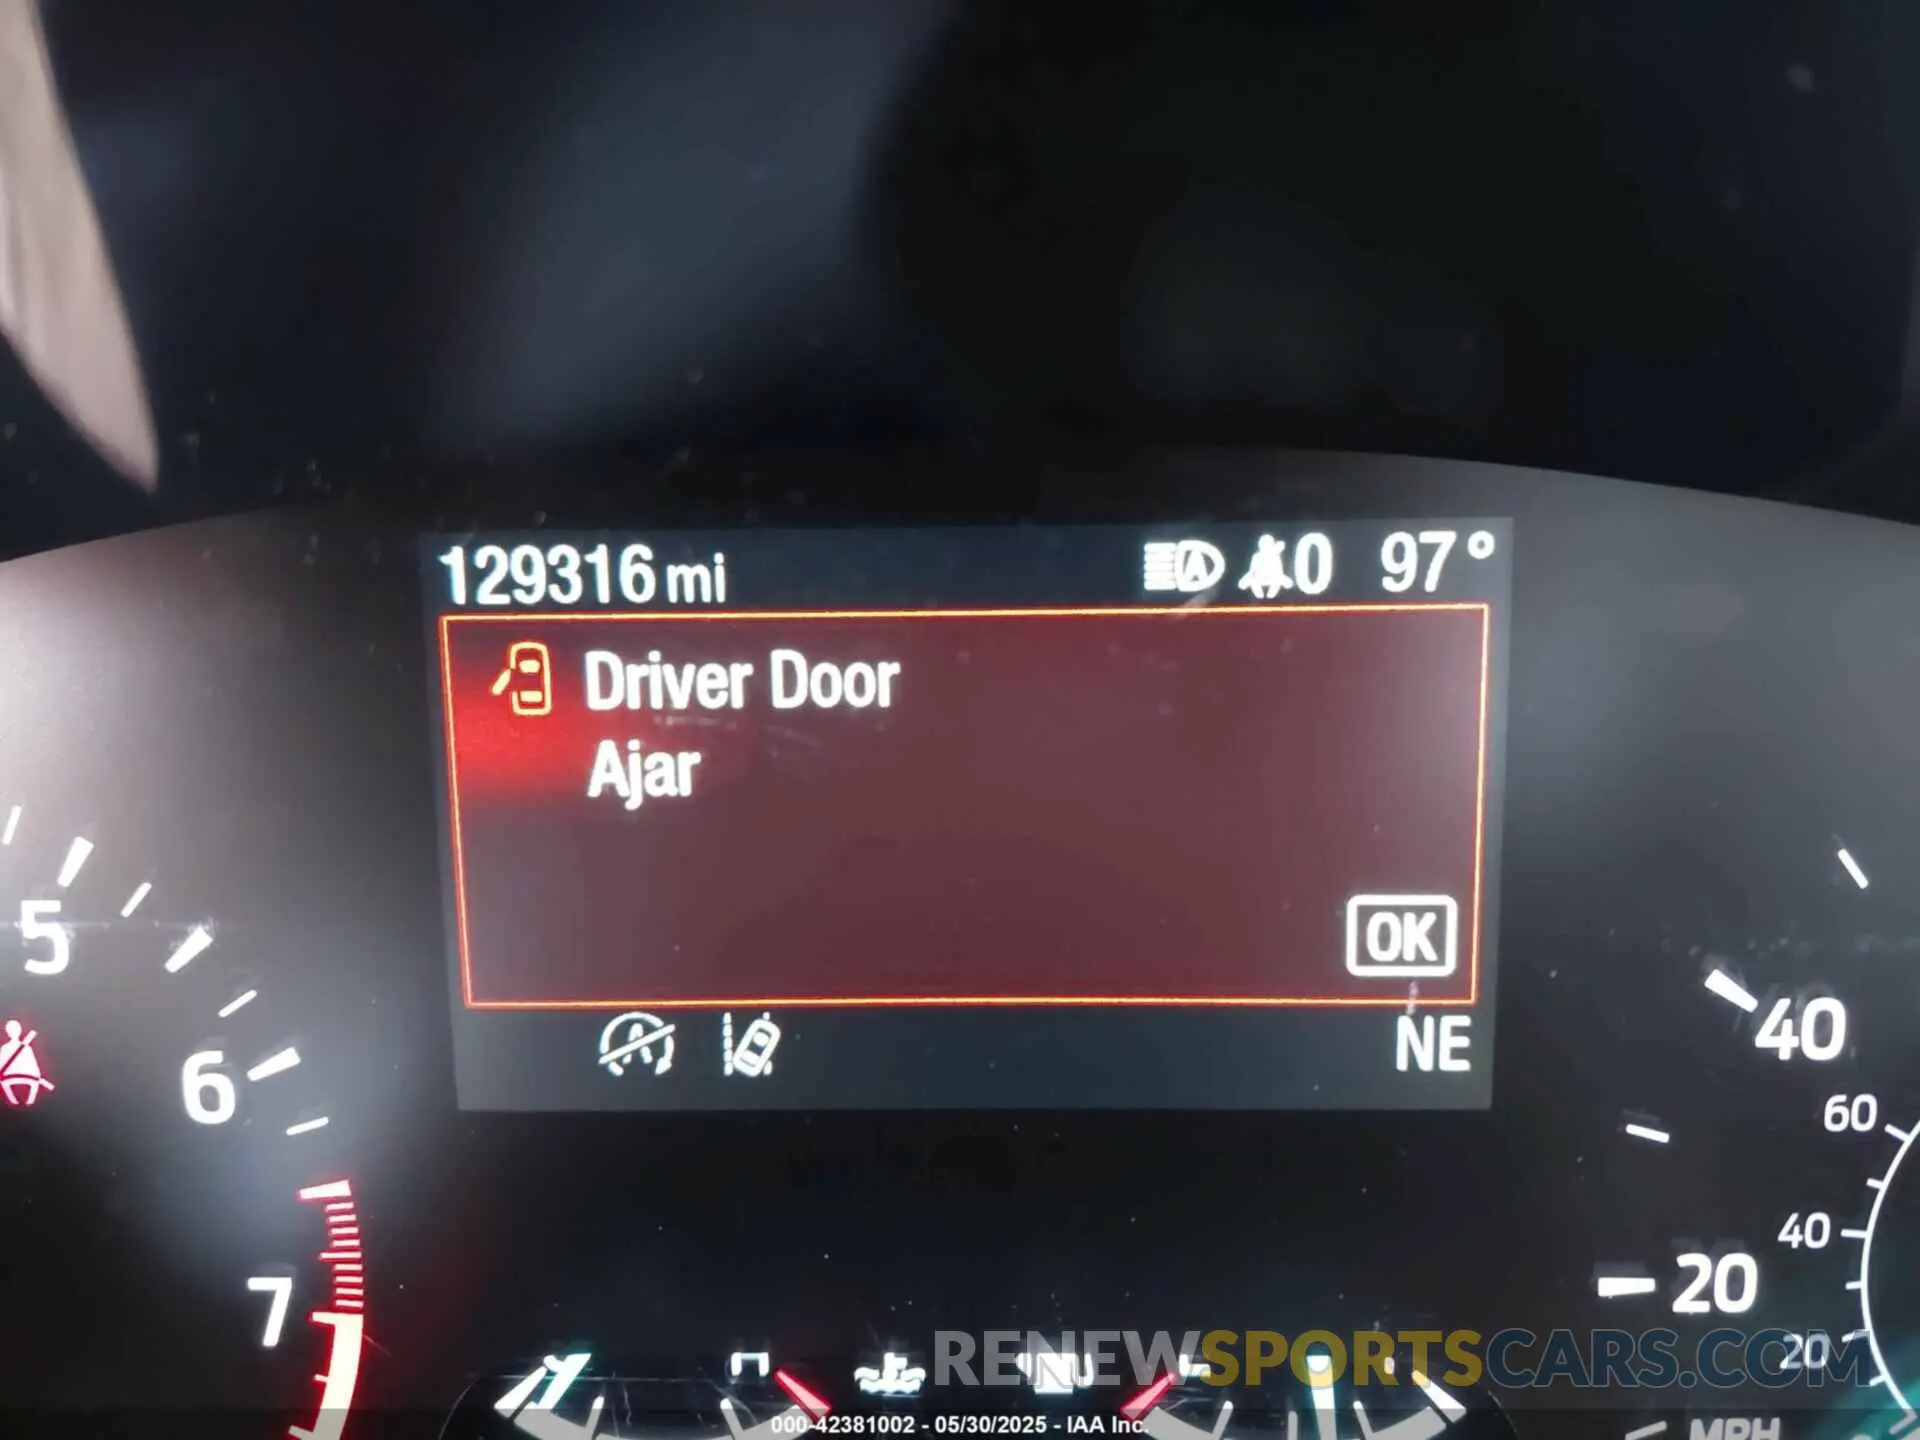 129316 mi 0 97°
Driver Door
Ajar
OK
NE
5
6
7
40
20
60
40
20
MPH
RENEWSPORTSCARS.COM
000-42381002 - 05/30/2025 - IAA Inc.